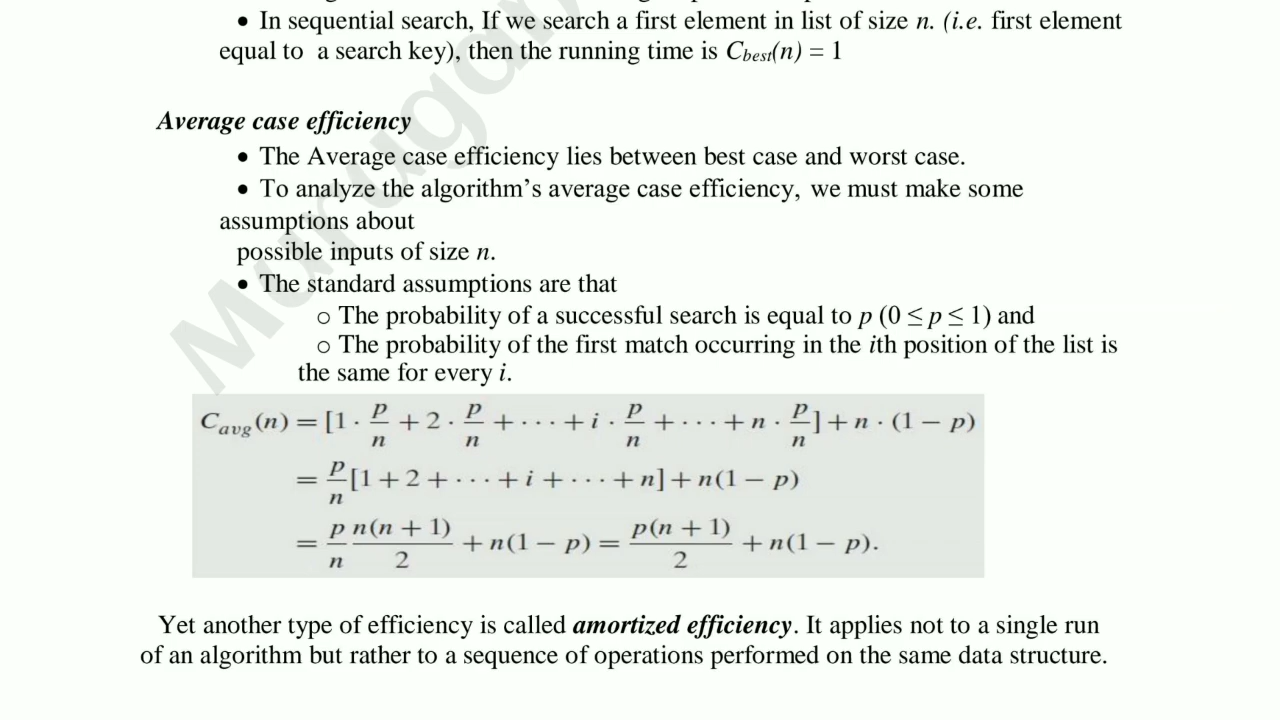 • In sequential search, If we search a first element in list of size n. (i.e. first element
equal to a search key), then the running time is Cbest(n) = 1
Average case efficiency
• The Average case efficiency lies between best case and worst case.
• To analyze the algorithm’s average case efficiency, we must make some
assumptions about
possible inputs of size n.
• The standard assumptions are that
o The probability of a successful search is equal to p (0 ≤ p ≤ 1) and
o The probability of the first match occurring in the ith position of the list is
the same for every i.
C_avg(n) = [1 · p/n + 2 · p/n + · · · + i · p/n + · · · + n · p/n] + n · (1 − p)
= p/n [1 + 2 + · · · + i + · · · + n] + n(1 − p)
= p/n n(n + 1)/2 + n(1 − p) = p(n + 1)/2 + n(1 − p).
Yet another type of efficiency is called amortized efficiency. It applies not to a single run
of an algorithm but rather to a sequence of operations performed on the same data structure.
Murugan